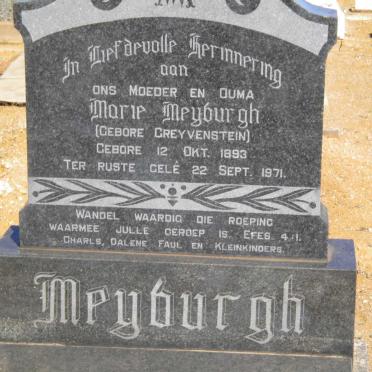 In Liefdevolle Herinnering
aan
ONS MOEDER EN OUMA
Marie Meyburgh
(GEBORE GREYVENSTEIN)
GEBORE 12 OKT. 1893
TER RUSTE GELÊ 22 SEPT. 1971.
WANDEL WAARDIG DIE ROEPING
WAARMEE JULLE GEROEP IS. EFES 4:1.
CHARLS, DALENE, FAUL EN KLEINKINDERS.
Meyburgh